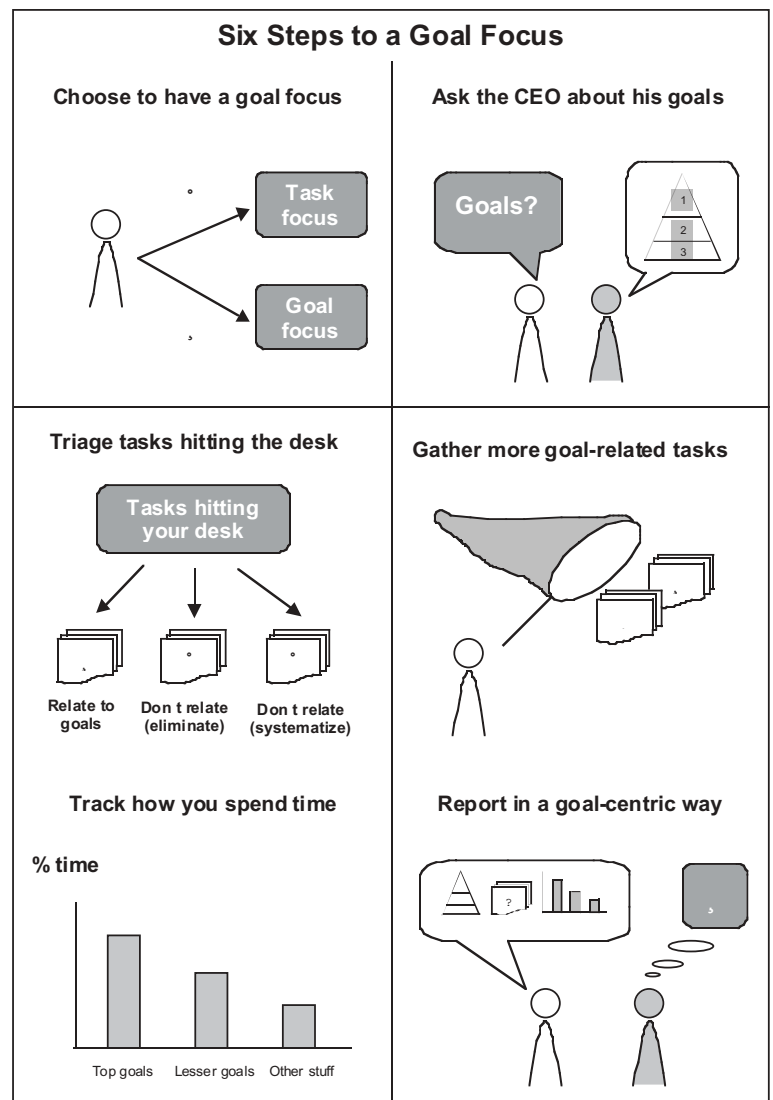 Six Steps to a Goal Focus
Choose to have a goal focus
Task
focus
Goal
focus
Ask the CEO about his goals
Goals?
1
2
3
Triage tasks hitting the desk
Tasks hitting
your desk
Relate to
goals
Don t relate
(eliminate)
Don t relate
(systematize)
Gather more goal-related tasks
Track how you spend time
% time
Top goals
Lesser goals
Other stuff
Report in a goal-centric way
?